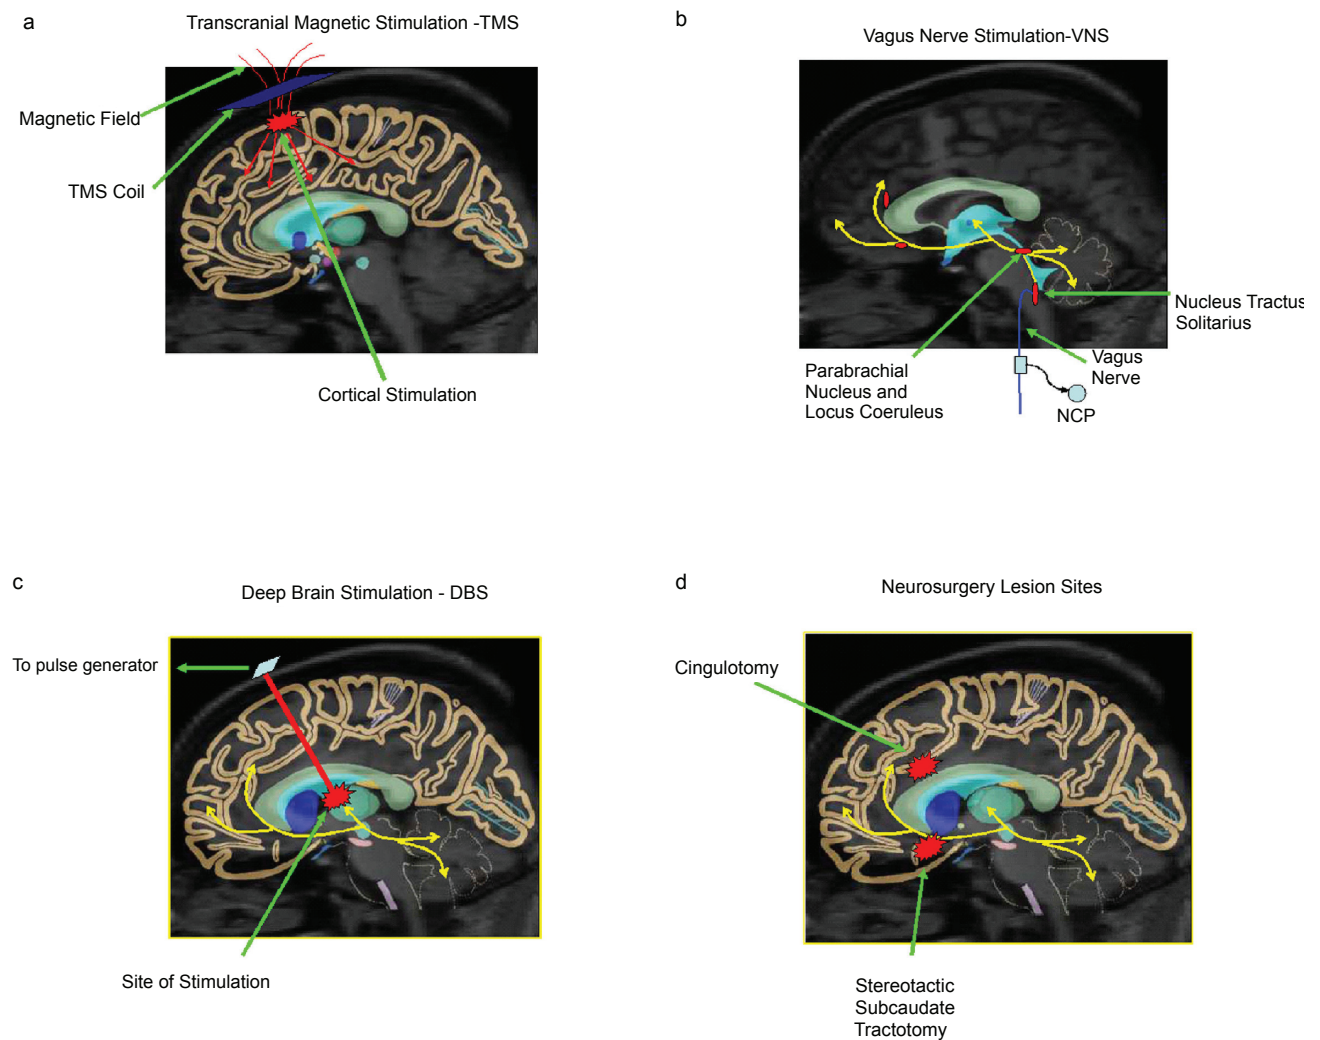 a
Transcranial Magnetic Stimulation -TMS
Magnetic Field
TMS Coil
Cortical Stimulation
b
Vagus Nerve Stimulation-VNS
Nucleus Tractus
Solitarius
Vagus
Nerve
Parabrachial
Nucleus and
Locus Coeruleus
NCP
c
Deep Brain Stimulation - DBS
To pulse generator
Site of Stimulation
d
Neurosurgery Lesion Sites
Cingulotomy
Stereotactic
Subcaudate
Tractotomy